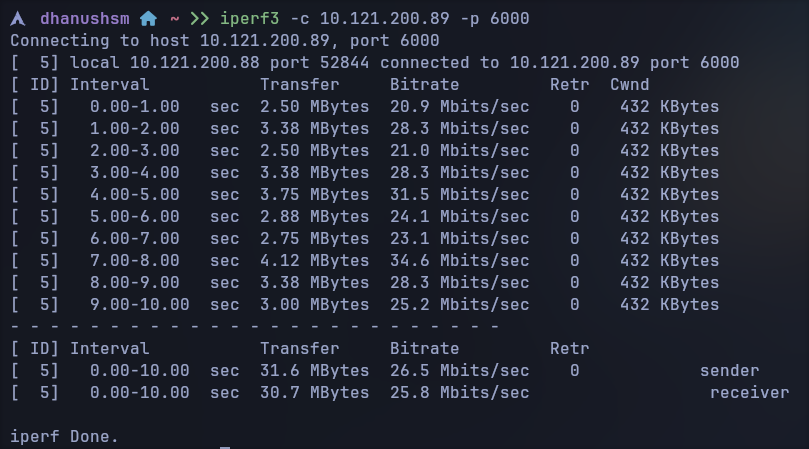 dhanushsm ~ >> iperf3 -c 10.121.200.89 -p 6000
Connecting to host 10.121.200.89, port 6000
[  5] local 10.121.200.88 port 52844 connected to 10.121.200.89 port 6000
[ ID] Interval           Transfer     Bitrate         Retr  Cwnd
[  5]   0.00-1.00   sec  2.50 MBytes  20.9 Mbits/sec    0    432 KBytes
[  5]   1.00-2.00   sec  3.38 MBytes  28.3 Mbits/sec    0    432 KBytes
[  5]   2.00-3.00   sec  2.50 MBytes  21.0 Mbits/sec    0    432 KBytes
[  5]   3.00-4.00   sec  3.38 MBytes  28.3 Mbits/sec    0    432 KBytes
[  5]   4.00-5.00   sec  3.75 MBytes  31.5 Mbits/sec    0    432 KBytes
[  5]   5.00-6.00   sec  2.88 MBytes  24.1 Mbits/sec    0    432 KBytes
[  5]   6.00-7.00   sec  2.75 MBytes  23.1 Mbits/sec    0    432 KBytes
[  5]   7.00-8.00   sec  4.12 MBytes  34.6 Mbits/sec    0    432 KBytes
[  5]   8.00-9.00   sec  3.38 MBytes  28.3 Mbits/sec    0    432 KBytes
[  5]   9.00-10.00  sec  3.00 MBytes  25.2 Mbits/sec    0    432 KBytes
- - - - - - - - - - - - - - - - - - - - - - - - -
[ ID] Interval           Transfer     Bitrate         Retr
[  5]   0.00-10.00  sec  31.6 MBytes  26.5 Mbits/sec    0            sender
[  5]   0.00-10.00  sec  30.7 MBytes  25.8 Mbits/sec                  receiver
iperf Done.